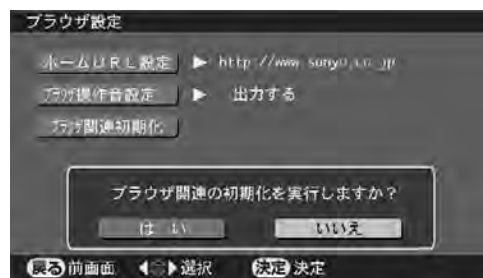 ブラウザ設定
ホームURL設定 ▶ http://www.sanyo.co.jp
ブラウザ操作音設定 ▶ 出力する
ブラウザ関連初期化
ブラウザ関連の初期化を実行しますか？
はい いいえ
戻る 前画面 ◀ ▶ 選択 決定 決定